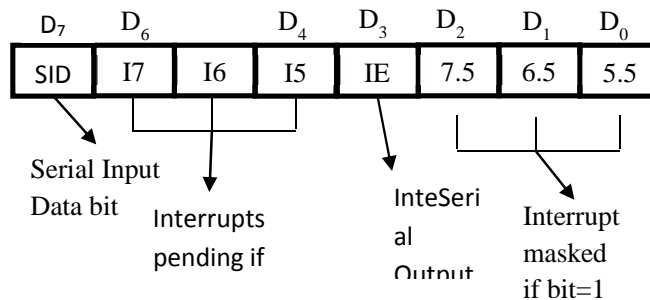 D7 D6 D4 D3 D2 D1 D0
SID I7 I6 I5 IE 7.5 6.5 5.5
Serial Input
Data bit
Interrupts
pending if
InteSeri
al
Output
Interrupt
masked
if bit=1